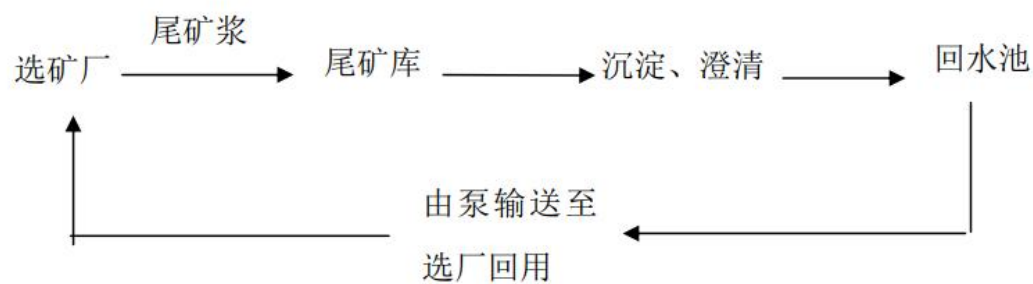 尾矿浆
选矿厂
尾矿库
沉淀、澄清
回水池
由泵输送至
选厂回用